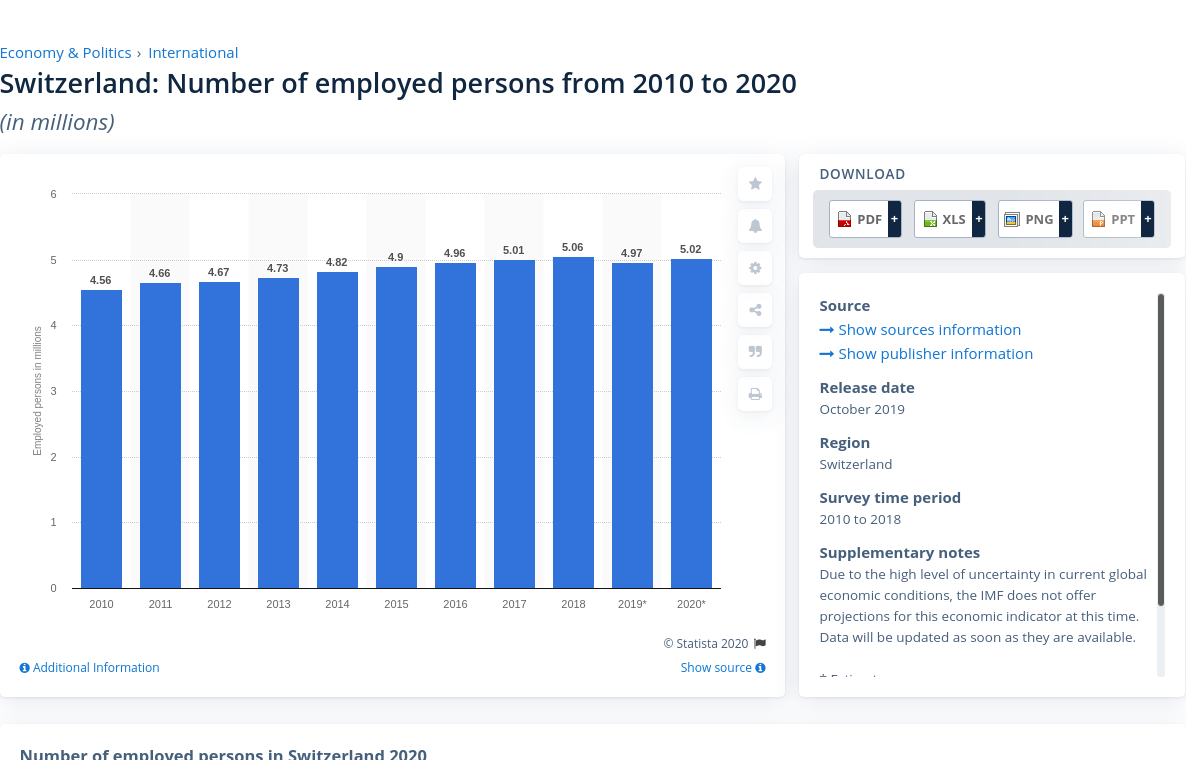 Economy & Politics › International
Switzerland: Number of employed persons from 2010 to 2020
(in millions)
6
5
4
3
2
1
0
Employed persons in millions
4.56
4.66
4.67
4.73
4.82
4.9
4.96
5.01
5.06
4.97
5.02
2010
2011
2012
2013
2014
2015
2016
2017
2018
2019*
2020*
© Statista 2020
Additional Information
Show source
DOWNLOAD
PDF +
XLS +
PNG +
PPT +
Source
Show sources information
Show publisher information
Release date
October 2019
Region
Switzerland
Survey time period
2010 to 2018
Supplementary notes
Due to the high level of uncertainty in current global
economic conditions, the IMF does not offer
projections for this economic indicator at this time.
Data will be updated as soon as they are available.
Number of employed persons in Switzerland 2020